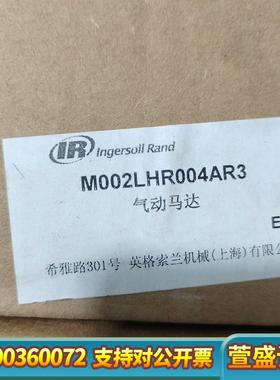 IR Ingersoll Rand
M002LHR004AR3
气动马达
E
希雅路301号 英格索兰机械(上海)有限公
00360072 支持对公开票 萱盛